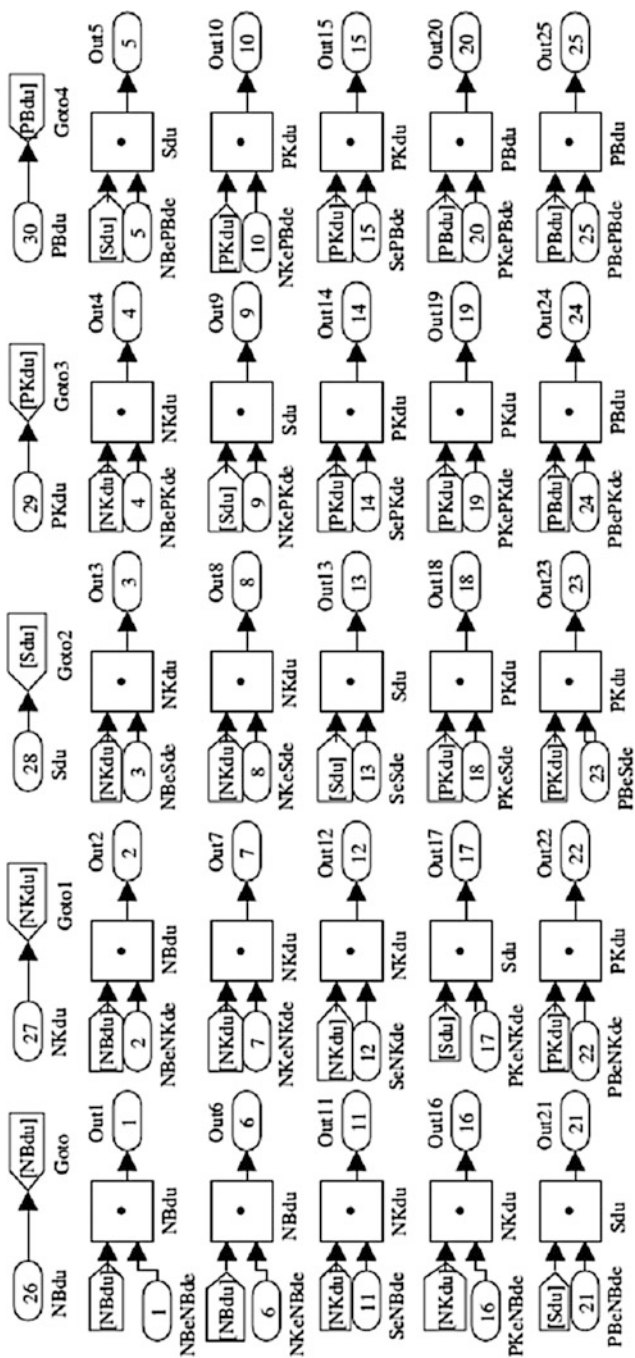 26 [NBdu] 27 [NKdu] 28 [Sdu] 29 [PKdu] 30 [PBdu]
NBdu Goto NKdu Goto1 Sdu Goto2 PKdu Goto3 PBdu Goto4
Out1 Out2 Out3 Out4 Out5
[NBdu] 1 [NBdu] 2 [NKdu] 3 [NKdu] 4 [Sdu] 5
1 2 3 4 5
NBdu NBdu NKdu NKdu Sdu
NBeNBde NBeNKde NBeSde NBePKde NBePBde
Out6 Out7 Out8 Out9 Out10
[NBdu] 6 [NKdu] 7 [NKdu] 8 [Sdu] 9 [PKdu] 10
6 7 8 9 10
NBdu NKdu NKdu Sdu PKdu
NKeNBde NKeNKde NKeSde NKePKde NKePBde
Out11 Out12 Out13 Out14 Out15
[NKdu] 11 [NKdu] 12 [Sdu] 13 [PKdu] 14 [PKdu] 15
11 12 13 14 15
NKdu NKdu Sdu PKdu PKdu
SeNBde SeNKde SeSde SePKde SePBde
Out16 Out17 Out18 Out19 Out20
[NKdu] 16 [Sdu] 17 [PKdu] 18 [PKdu] 19 [PBdu] 20
16 17 18 19 20
NKdu Sdu PKdu PKdu PBdu
PKeNBde PKeNKde PKeSde PKePKde PKePBde
Out21 Out22 Out23 Out24 Out25
[Sdu] 21 [PKdu] 22 [PKdu] 23 [PBdu] 24 [PBdu] 25
21 22 23 24 25
Sdu PKdu PKdu PBdu PBdu
PBeNBde PBeNKde PBeSde PBePKde PBePBde